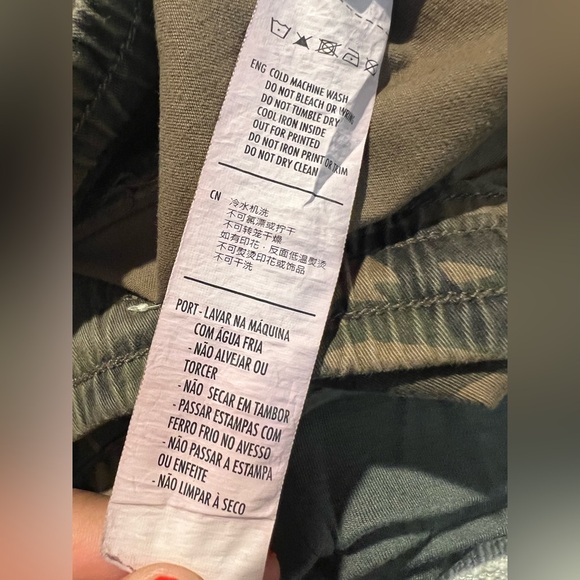 ENG COLD MACHINE WASH
DO NOT BLEACH OR WRING
DO NOT TUMBLE DRY
COOL IRON INSIDE
OUT FOR PRINTED
DO NOT IRON PRINT OR TRIM
DO NOT DRY CLEAN
CN 冷水机洗
不可氯漂或拧干
不可转笼干燥
如有印花，反面低温熨烫
不可熨烫印花或饰品
不可干洗
PORT - LAVAR NA MÁQUINA
COM ÁGUA FRIA
- NÃO ALVEJAR OU
TORCER
- NÃO SECAR EM TAMBOR
- PASSAR ESTAMPAS COM
FERRO FRIO NO AVESSO
- NÃO PASSAR À ESTAMPA
OU ENFEITE
- NÃO LIMPAR À SECO